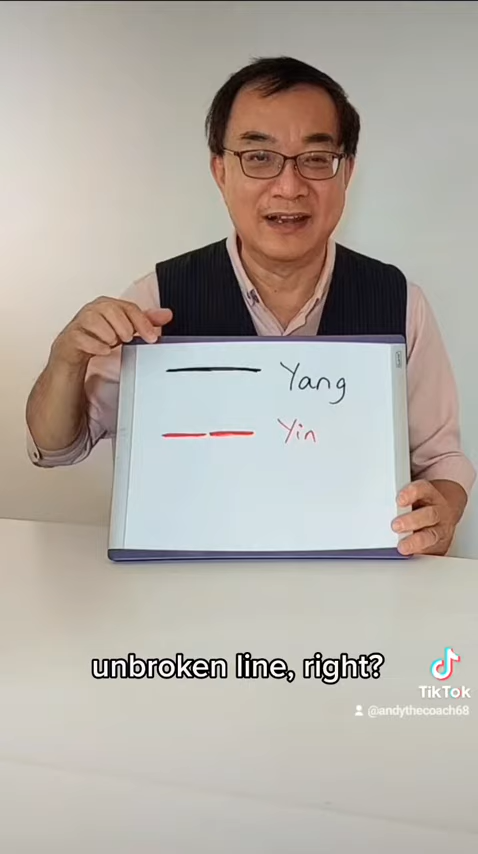 Yang
Yin
unbroken line, right?
TikTok
@andythecoach68